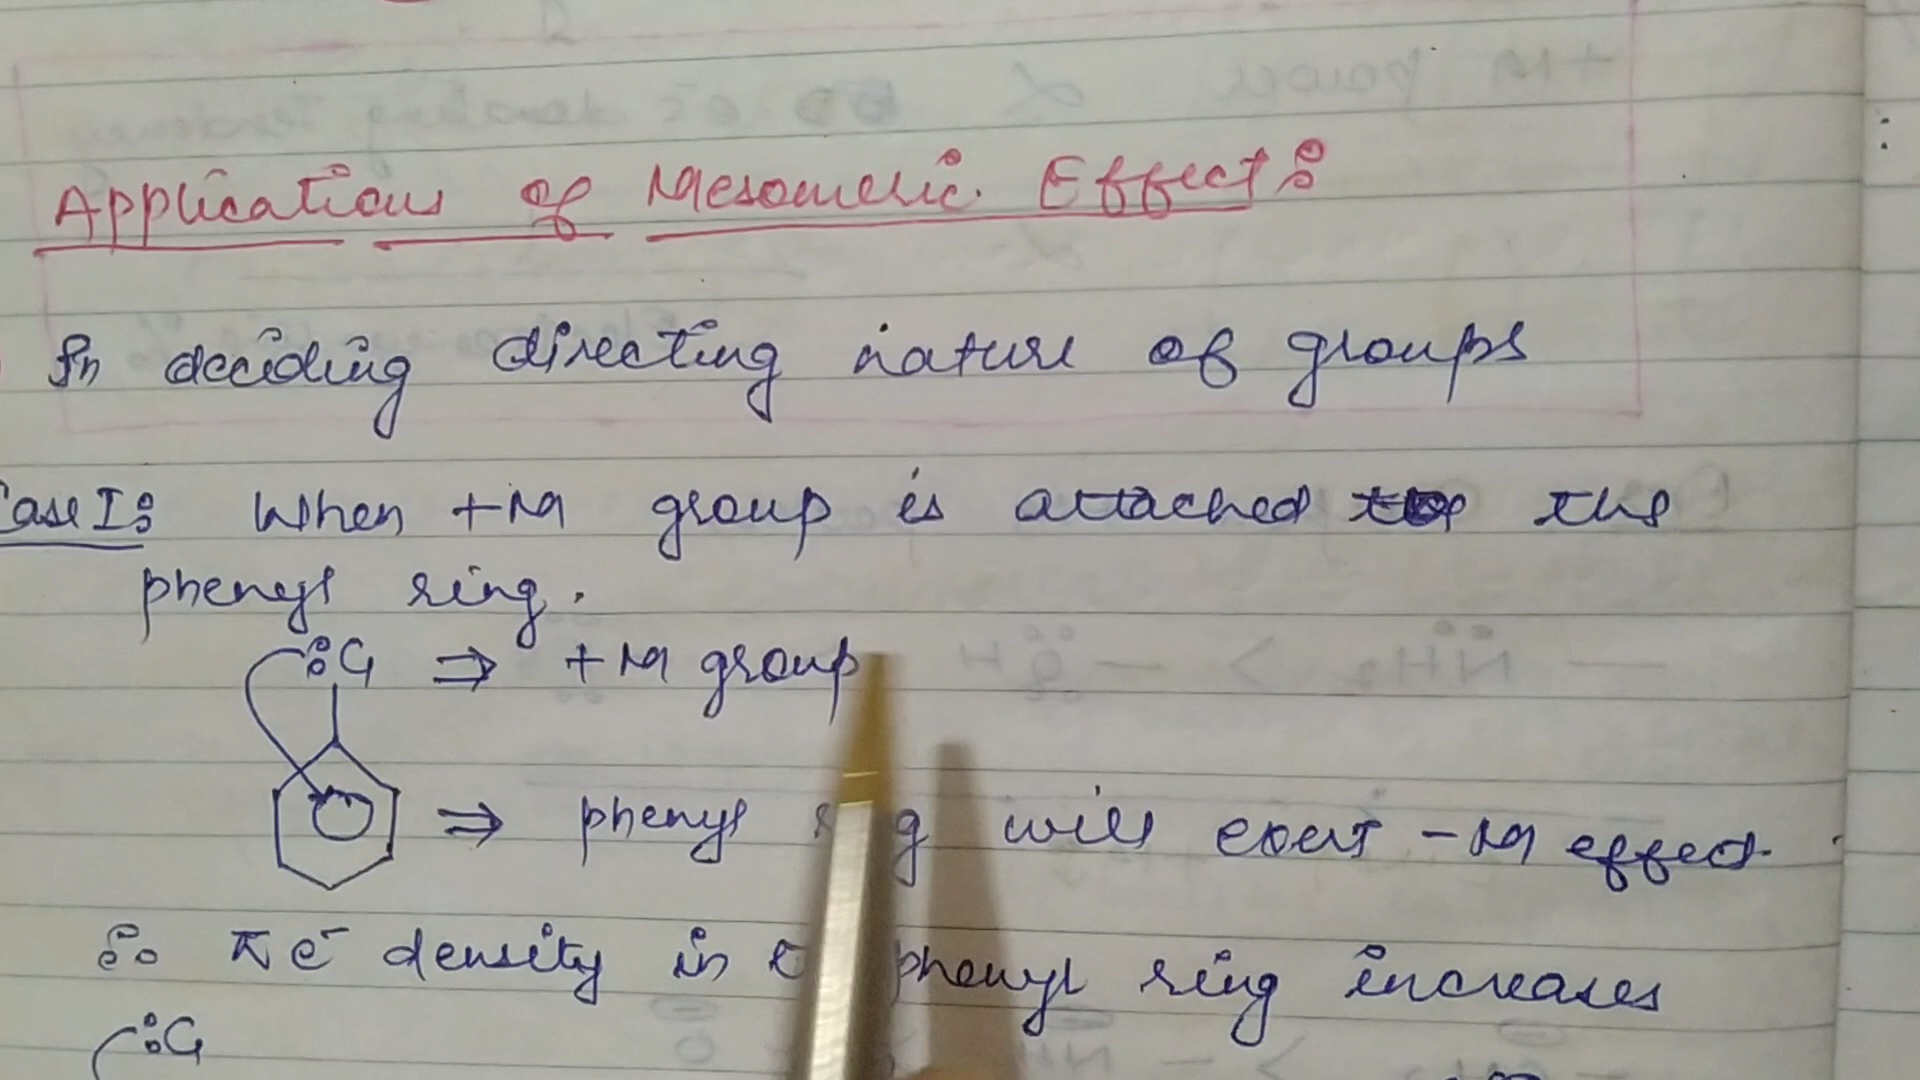 Applications of Mesomeric Effect:
In deciding directing nature of groups
Case I: When +M group is attached to the
phenyl ring.
:G ⇒ +M group
⇒ phenyl will exert -M effect.
∴ π e⁻ density in phenyl ring increases
:G